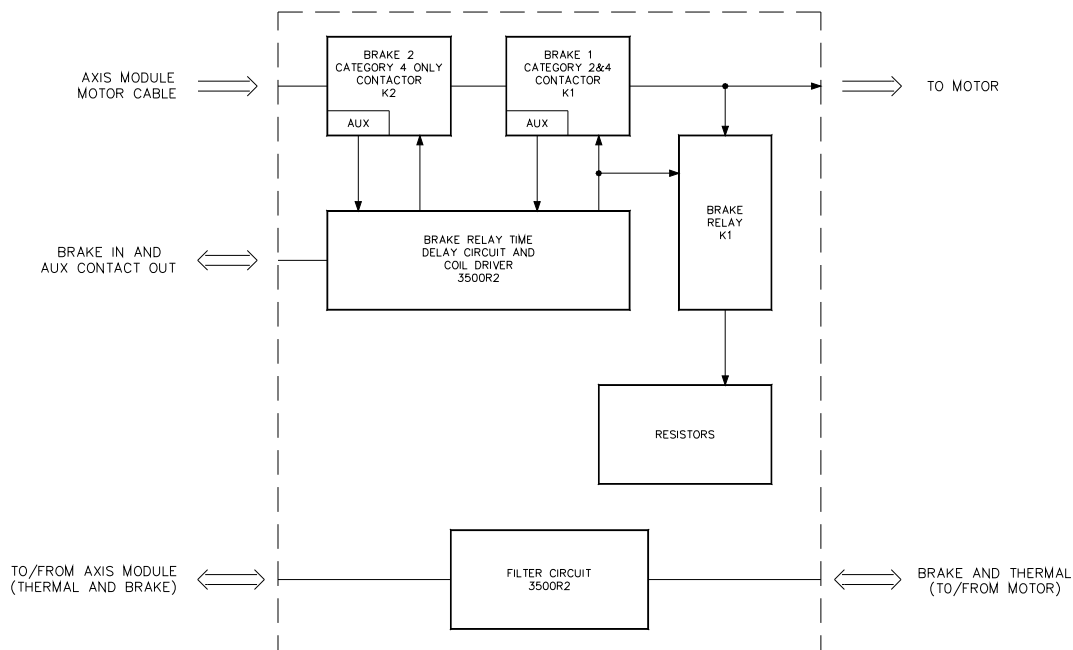 BRAKE 2
CATEGORY 4 ONLY
CONTACTOR
K2
AUX
BRAKE 1
CATEGORY 2&4
CONTACTOR
K1
AUX
AXIS MODULE
MOTOR CABLE
TO MOTOR
BRAKE
RELAY
K1
BRAKE IN AND
AUX CONTACT OUT
BRAKE RELAY TIME
DELAY CIRCUIT AND
COIL DRIVER
3500R2
RESISTORS
TO/FROM AXIS MODULE
(THERMAL AND BRAKE)
FILTER CIRCUIT
3500R2
BRAKE AND THERMAL
(TO/FROM MOTOR)